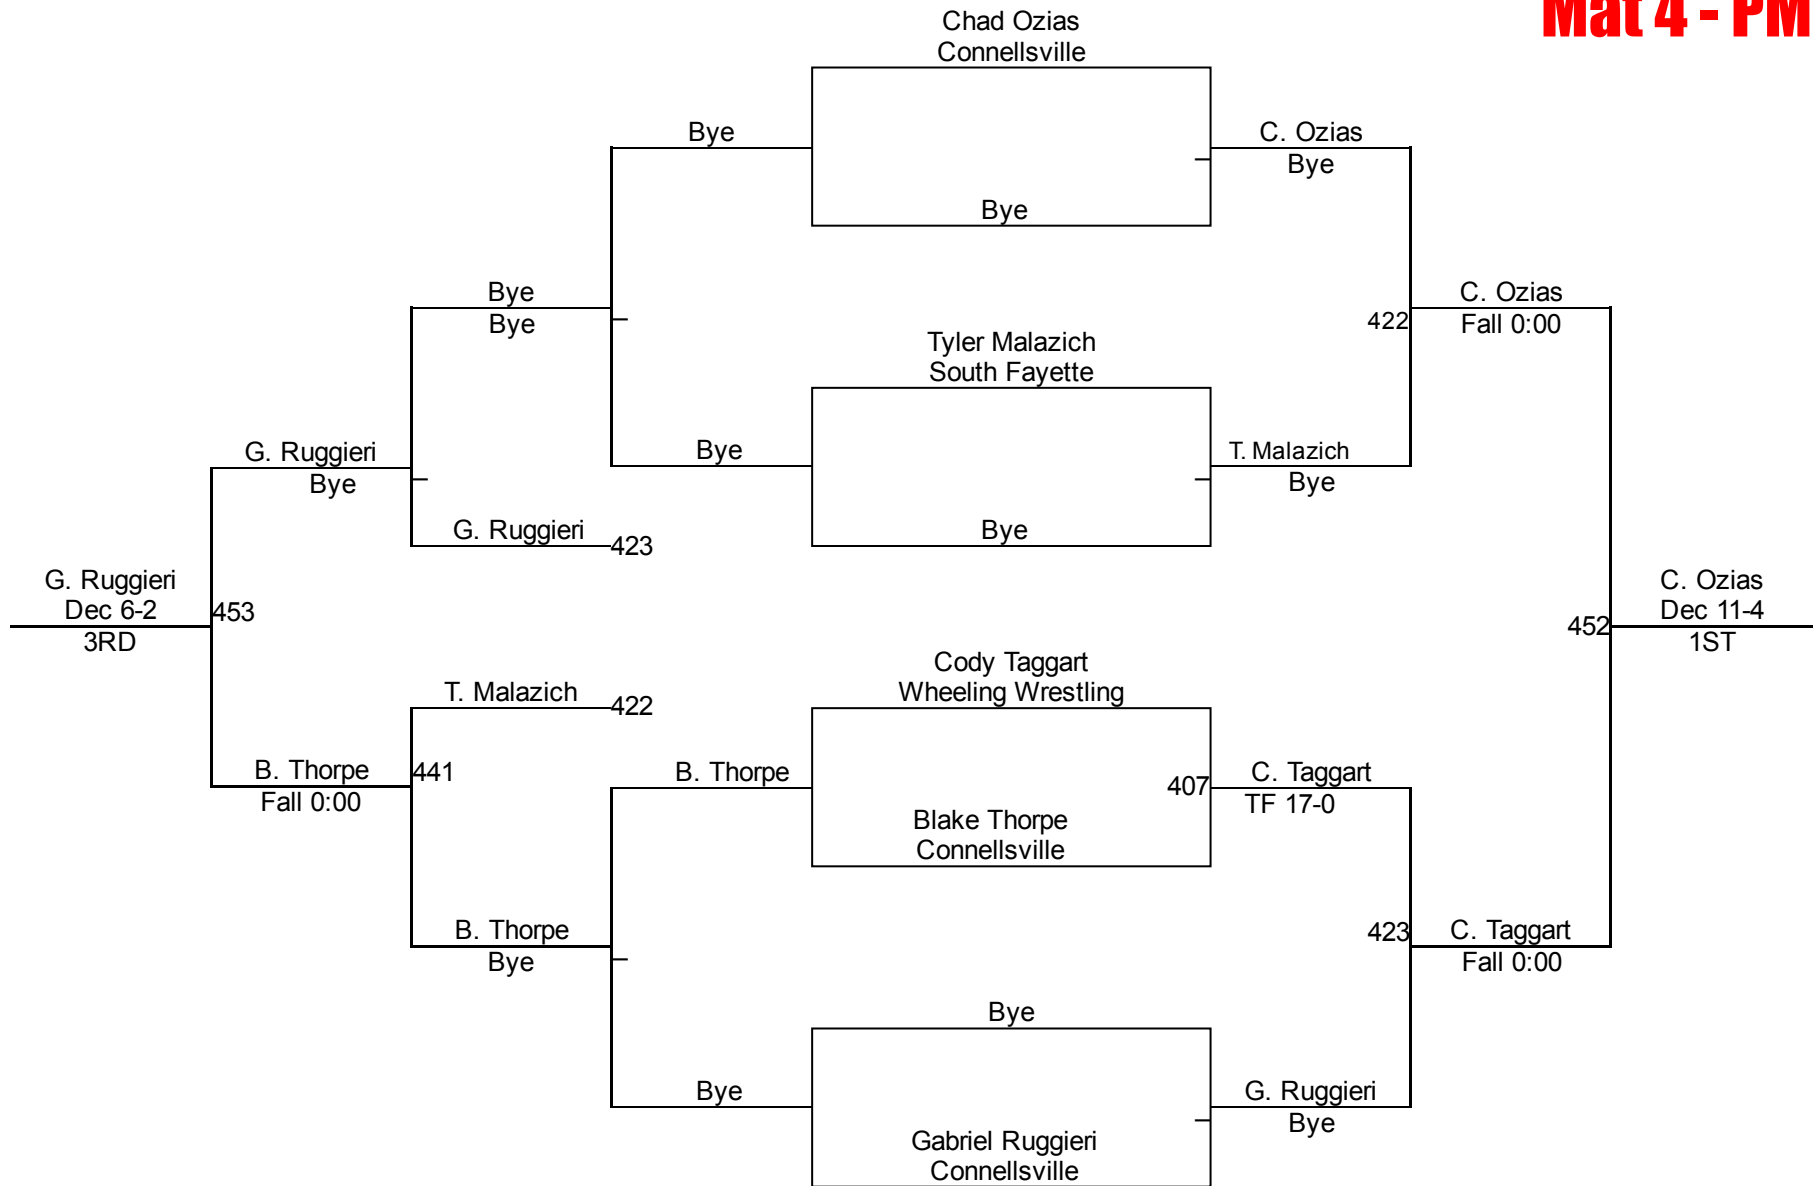 Mat 4 - PM
Chad Ozias
Connellsville
Bye
C. Ozias
Bye
Bye
Bye
Bye
C. Ozias
422
Fall 0:00
Tyler Malazich
South Fayette
G. Ruggieri
Bye
Bye
T. Malazich
Bye
G. Ruggieri
423
Bye
G. Ruggieri
Dec 6-2
453
3RD
C. Ozias
Dec 11-4
452
1ST
Cody Taggart
Wheeling Wrestling
T. Malazich
422
B. Thorpe
441
Fall 0:00
B. Thorpe
407
C. Taggart
TF 17-0
Blake Thorpe
Connellsville
B. Thorpe
Bye
423
C. Taggart
Fall 0:00
Bye
Bye
G. Ruggieri
Bye
Gabriel Ruggieri
Connellsville